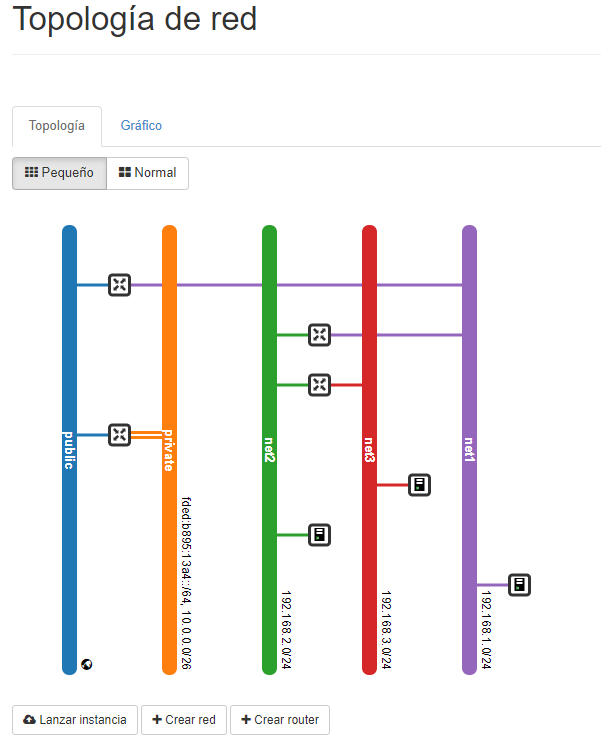 Topología de red
Topología
Gráfico
Pequeño
Normal
public
private
net2
net3
net1
fded:b895:13a4::/64, 10.0.0.0/26
192.168.2.0/24
192.168.3.0/24
192.168.1.0/24
Lanzar instancia
Crear red
Crear router